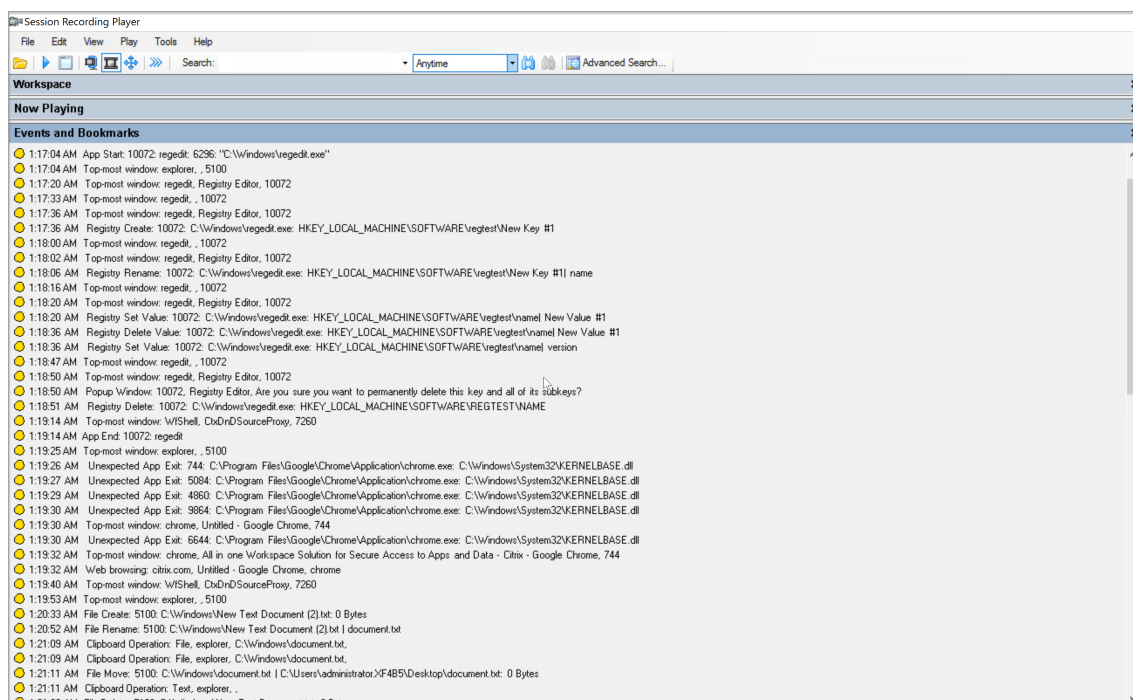 Session Recording Player
File Edit View Play Tools Help
Search: Anytime Advanced Search...
Workspace
Now Playing
Events and Bookmarks
1:17:04 AM App Start: 10072: regedit: 6296: "C:\Windows\regedit.exe"
1:17:04 AM Top-most window: explorer, , 5100
1:17:20 AM Top-most window: regedit, Registry Editor, 10072
1:17:33 AM Top-most window: regedit, , 10072
1:17:36 AM Top-most window: regedit, Registry Editor, 10072
1:17:36 AM Registry Create: 10072: C:\Windows\regedit.exe: HKEY_LOCAL_MACHINE\SOFTWARE\regtest\New Key #1
1:18:00 AM Top-most window: regedit, , 10072
1:18:02 AM Top-most window: regedit, Registry Editor, 10072
1:18:06 AM Registry Rename: 10072: C:\Windows\regedit.exe: HKEY_LOCAL_MACHINE\SOFTWARE\regtest\New Key #1| name
1:18:16 AM Top-most window: regedit, , 10072
1:18:20 AM Top-most window: regedit, Registry Editor, 10072
1:18:20 AM Registry Set Value: 10072: C:\Windows\regedit.exe: HKEY_LOCAL_MACHINE\SOFTWARE\regtest\name| New Value #1
1:18:36 AM Registry Delete Value: 10072: C:\Windows\regedit.exe: HKEY_LOCAL_MACHINE\SOFTWARE\regtest\name| New Value #1
1:18:36 AM Registry Set Value: 10072: C:\Windows\regedit.exe: HKEY_LOCAL_MACHINE\SOFTWARE\regtest\name| version
1:18:47 AM Top-most window: regedit, , 10072
1:18:50 AM Top-most window: regedit, Registry Editor, 10072
1:18:50 AM Popup Window: 10072, Registry Editor, Are you sure you want to permanently delete this key and all of its subkeys?
1:18:51 AM Registry Delete: 10072: C:\Windows\regedit.exe: HKEY_LOCAL_MACHINE\SOFTWARE\REGTEST\NAME
1:19:14 AM Top-most window: WfShell, CtxDnDSourceProxy, 7260
1:19:14 AM App End: 10072: regedit
1:19:25 AM Top-most window: explorer, , 5100
1:19:26 AM Unexpected App Exit: 744: C:\Program Files\Google\Chrome\Application\chrome.exe: C:\Windows\System32\KERNELBASE.dll
1:19:27 AM Unexpected App Exit: 5084: C:\Program Files\Google\Chrome\Application\chrome.exe: C:\Windows\System32\KERNELBASE.dll
1:19:29 AM Unexpected App Exit: 4860: C:\Program Files\Google\Chrome\Application\chrome.exe: C:\Windows\System32\KERNELBASE.dll
1:19:30 AM Unexpected App Exit: 9864: C:\Program Files\Google\Chrome\Application\chrome.exe: C:\Windows\System32\KERNELBASE.dll
1:19:30 AM Top-most window: chrome, Untitled - Google Chrome, 744
1:19:30 AM Unexpected App Exit: 6644: C:\Program Files\Google\Chrome\Application\chrome.exe: C:\Windows\System32\KERNELBASE.dll
1:19:32 AM Top-most window: chrome, All in one Workspace Solution for Secure Access to Apps and Data - Citrix - Google Chrome, 744
1:19:32 AM Web browsing: citrix.com, Untitled - Google Chrome, chrome
1:19:40 AM Top-most window: WfShell, CtxDnDSourceProxy, 7260
1:19:53 AM Top-most window: explorer, , 5100
1:20:33 AM File Create: 5100: C:\Windows\New Text Document (2).txt: 0 Bytes
1:20:52 AM File Rename: 5100: C:\Windows\New Text Document (2).txt | document.txt
1:21:09 AM Clipboard Operation: File, explorer, C:\Windows\document.txt,
1:21:09 AM Clipboard Operation: File, explorer, C:\Windows\document.txt,
1:21:11 AM File Move: 5100: C:\Windows\document.txt | C:\Users\administrator.XF4B5\Desktop\document.txt: 0 Bytes
1:21:11 AM Clipboard Operation: Text, explorer, ,